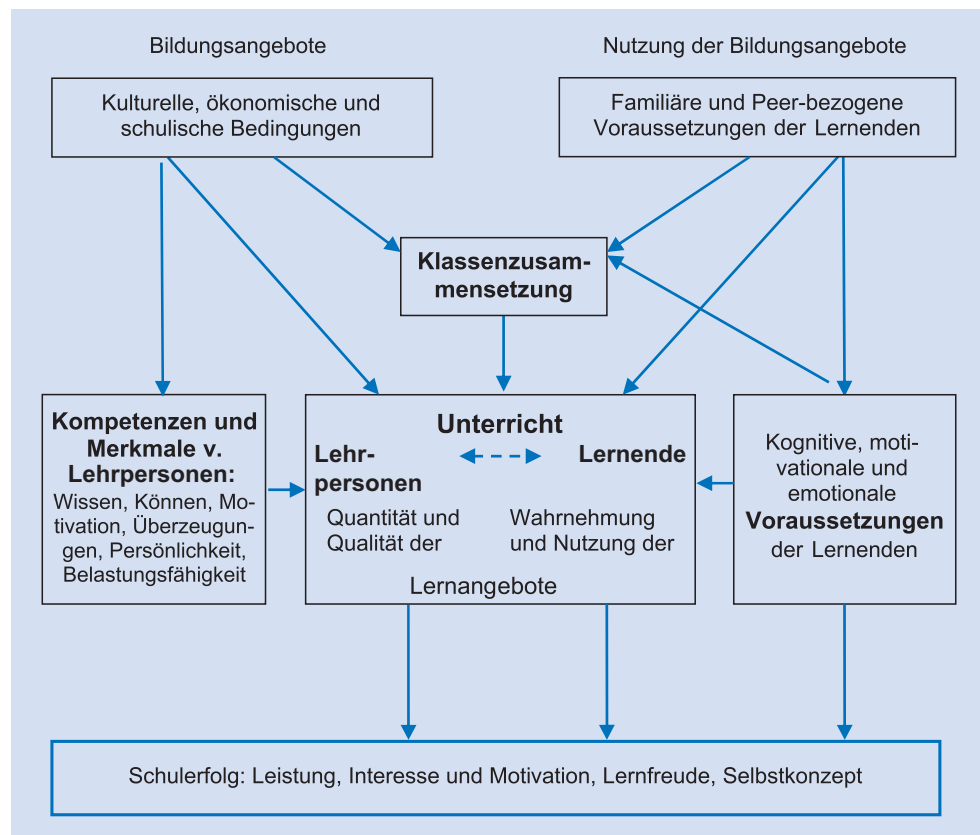 Bildungsangebote
Nutzung der Bildungsangebote
Kulturelle, ökonomische und
schulische Bedingungen
Familiäre und Peer-bezogene
Voraussetzungen der Lernenden
Klassenzusam-
mensetzung
Kompetenzen und
Merkmale v.
Lehrpersonen:
Wissen, Können, Mo-
tivation, Überzeugun-
gen, Persönlichkeit,
Belastungsfähigkeit
Unterricht
Lehr-
personen
Quantität und
Qualität der
Lernende
Wahrnehmung
und Nutzung der
Lernangebote
Kognitive, moti-
vationale und
emotionale
Voraussetzungen
der Lernenden
Schulerfolg: Leistung, Interesse und Motivation, Lernfreude, Selbstkonzept